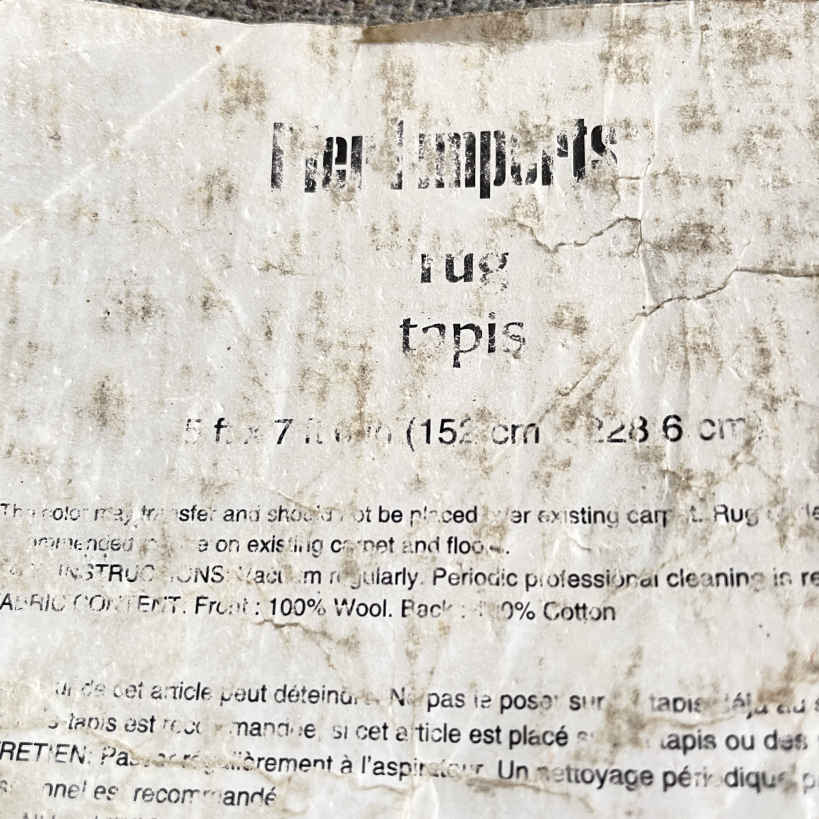 Pier 1 imports
rug
tapis
5 ft x 7 ft 6 in (152 cm x 228 6 cm)
The color may transfer and should not be placed over existing carpet. Rug
on existing carpet and floor.
INSTRUCTIONS: Vacuum regularly. Periodic professional cleaning is
FABRIC CONTENT: Front : 100% Wool. Back : 100% Cotton
de cet article peut déteindre. Ne pas le poser sur tapis déjà au
tapis est recommandée, si cet article est placé tapis ou des
Passer régulièrement à l'aspirateur. Un nettoyage périodique
recommandé